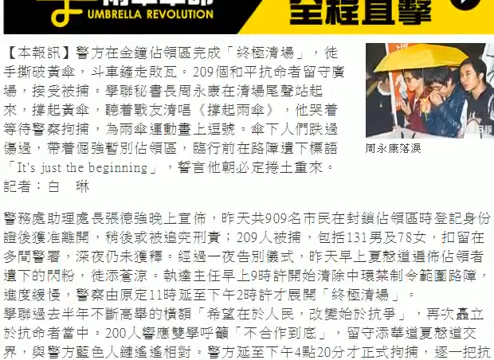 UMBRELLA REVOLUTION
全程直擊
【本報訊】警方在金鐘佔領區完成「終極清場」，徒
手撕破黃傘，斗車鏟走敗瓦。209個和平抗命者留守廣
場，接受被捕。學聯秘書長周永康在清場尾聲站起
來，撐起黃傘，聽着戰友清唱《撐起雨傘》，他哭着
等待警察拘捕，為雨傘運動畫上逗號。傘下人們跌過
傷過，帶着倔強暫別佔領區，臨行前在路障遺下標語
「It's just the beginning」，誓言他朝必定捲土重來。
記者：白　琳
周永康落淚
警務處助理處長張德強晚上宣佈，昨天共909名市民在封鎖佔領區時登記身份
證後獲准離開，稍後或被追究刑責；209人被捕，包括131男及78女，扣留在
多間警署，深夜仍未獲釋。經過一夜告別儀式，昨天早上夏慤道遍佈佔領者
遺下的閃粉，徒添蒼涼。執達主任早上9時許開始清除中環禁制令範圍路障，
進度緩慢，警察由原定11時延至下午2時許才展開「終極清場」。
學聯過去半年不斷高舉的橫額「希望在於人民，改變始於抗爭」，再次矗立
於抗命者當中。200人響應雙學呼籲「不合作到底」，留守添華道夏慤道交
界，與警方藍色人鏈遙遙相對。警方延至下午4點20分才正式拘捕，逐一把抗